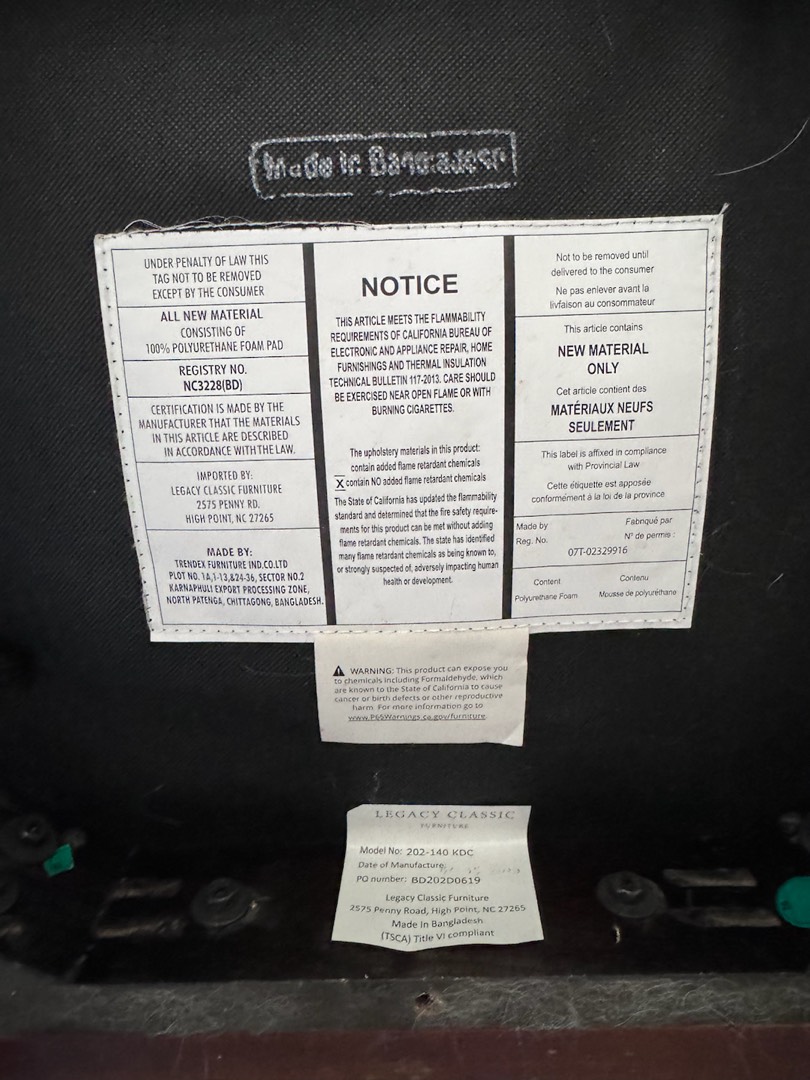 Made in Bangladesh
UNDER PENALTY OF LAW THIS
TAG NOT TO BE REMOVED
EXCEPT BY THE CONSUMER
ALL NEW MATERIAL
CONSISTING OF
100% POLYURETHANE FOAM PAD
REGISTRY NO.
NC3228(BD)
CERTIFICATION IS MADE BY THE
MANUFACTURER THAT THE MATERIALS
IN THIS ARTICLE ARE DESCRIBED
IN ACCORDANCE WITH THE LAW.
IMPORTED BY:
LEGACY CLASSIC FURNITURE
2575 PENNY RD.
HIGH POINT, NC 27265
MADE BY:
TRENDEX FURNITURE IND.CO.LTD
PLOT NO. 1A,1-13,&24-36, SECTOR NO.2
KARNAPHULI EXPORT PROCESSING ZONE,
NORTH PATENGA, CHITTAGONG, BANGLADESH.
NOTICE
THIS ARTICLE MEETS THE FLAMMABILITY
REQUIREMENTS OF CALIFORNIA BUREAU OF
ELECTRONIC AND APPLIANCE REPAIR, HOME
FURNISHINGS AND THERMAL INSULATION
TECHNICAL BULLETIN 117-2013. CARE SHOULD
BE EXERCISED NEAR OPEN FLAME OR WITH
BURNING CIGARETTES.
The upholstery materials in this product:
contain added flame retardant chemicals
X contain NO added flame retardant chemicals
The State of California has updated the flammability
standard and determined that the fire safety require-
ments for this product can be met without adding
flame retardant chemicals. The state has identified
many flame retardant chemicals as being known to,
or strongly suspected of, adversely impacting human
health or development.
Not to be removed until
delivered to the consumer
Ne pas enlever avant la
livfaison au consommateur
This article contains
NEW MATERIAL
ONLY
Cet article contient des
MATÉRIAUX NEUFS
SEULEMENT
This label is affixed in compliance
with Provincial Law
Cette étiquette est apposée
conformément à la loi de la province
Made by Fabriqué par
Reg. No. N° de permis :
07T-02329916
Content Contenu
Polyurethane Foam Mousse de polyuréthane
WARNING: This product can expose you
to chemicals including Formaldehyde, which
are known to the State of California to cause
cancer or birth defects or other reproductive
harm. For more information go to
www.P65Warnings.ca.gov/furniture.
LEGACY CLASSIC
FURNITURE
Model No: 202-140 KDC
Date of Manufacture:
PO number: BD202D0619
Legacy Classic Furniture
2575 Penny Road, High Point, NC 27265
Made In Bangladesh
(TSCA) Title VI compliant